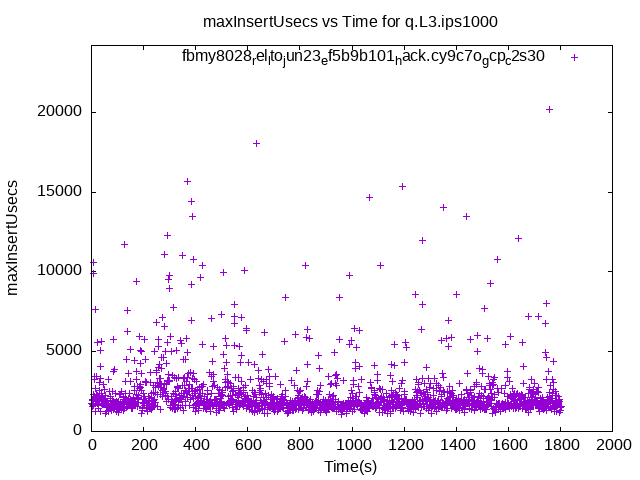 maxInsertUsecs vs Time for q.L3.ips1000
fbmy8028relltojun23ef5b9b101hack.cy9c7ogcpc2s30
20000
15000
maxInsertUsecs
10000
5000
0
0 200 400 600 800 1000 1200 1400 1600 1800 2000
Time(s)